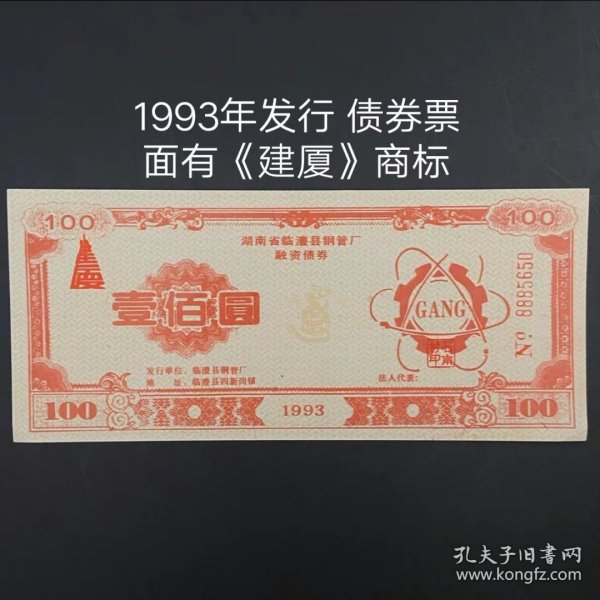 1993年发行 债券票
面有《建厦》商标
100
100
湖南省临澧县钢管厂
融资债券
建厦
壹佰圆
GANG
№ 8885650
发行单位:临澧县钢管厂
地 址:临澧县四新岗镇
法人代表:
100
1993
100
孔夫子旧书网
www.kongfz.com